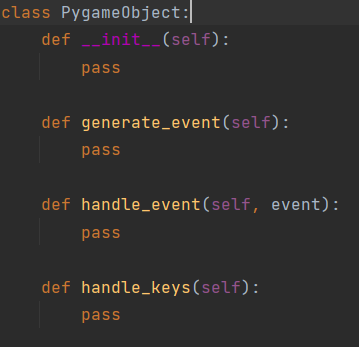 class PygameObject:
    def __init__(self):
        pass

    def generate_event(self):
        pass

    def handle_event(self, event):
        pass

    def handle_keys(self):
        pass